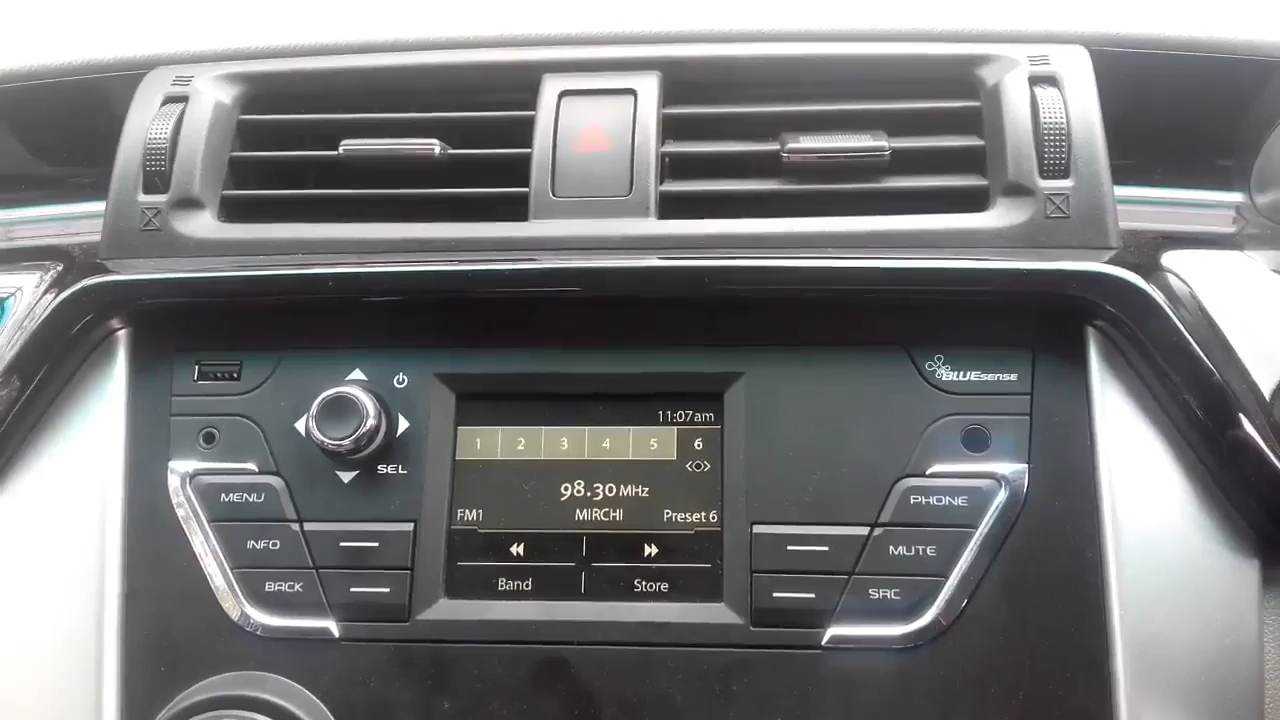 BLUESENSE
SEL
MENU
INFO
BACK
11:07am
1 2 3 4 5 6
98.30 MHz
FM1 MIRCHI Preset 6
Band Store
PHONE
MUTE
SRC